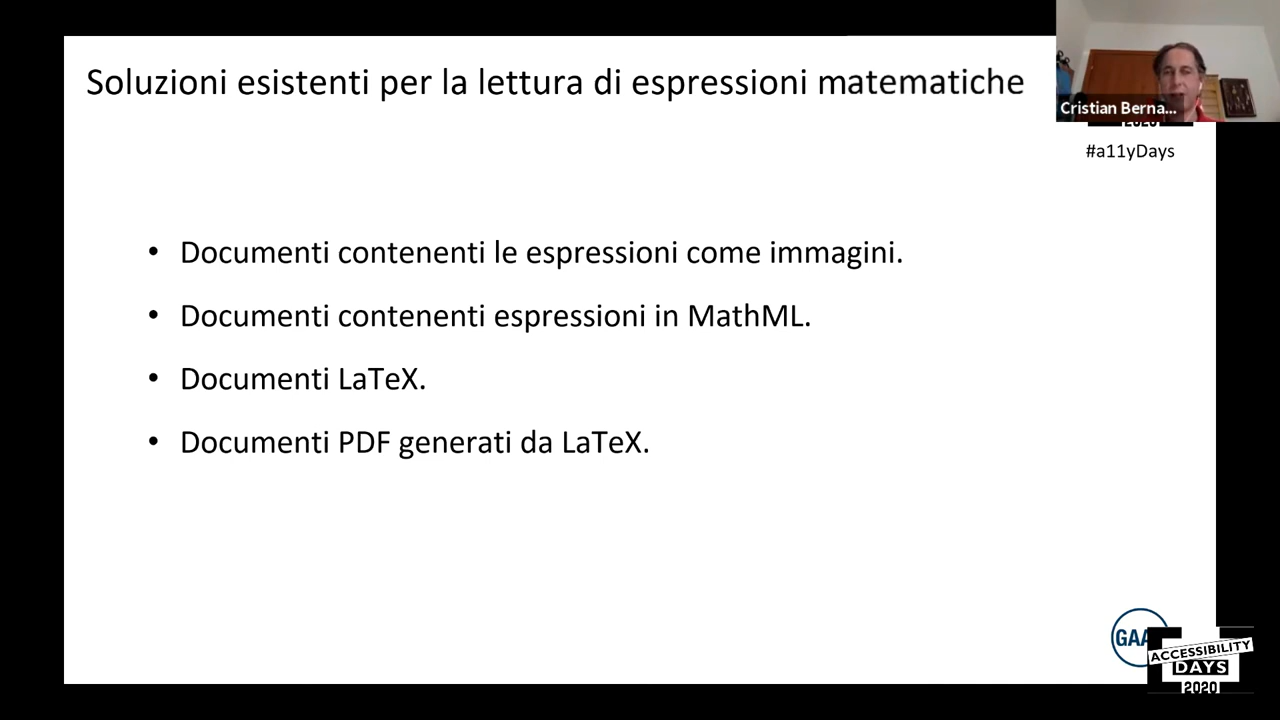 Soluzioni esistenti per la lettura di espressioni matematiche
Cristian Berna...
2020
#a11yDays
• Documenti contenenti le espressioni come immagini.
• Documenti contenenti espressioni in MathML.
• Documenti LaTeX.
• Documenti PDF generati da LaTeX.
ACCESSIBILITY
DAYS
2020